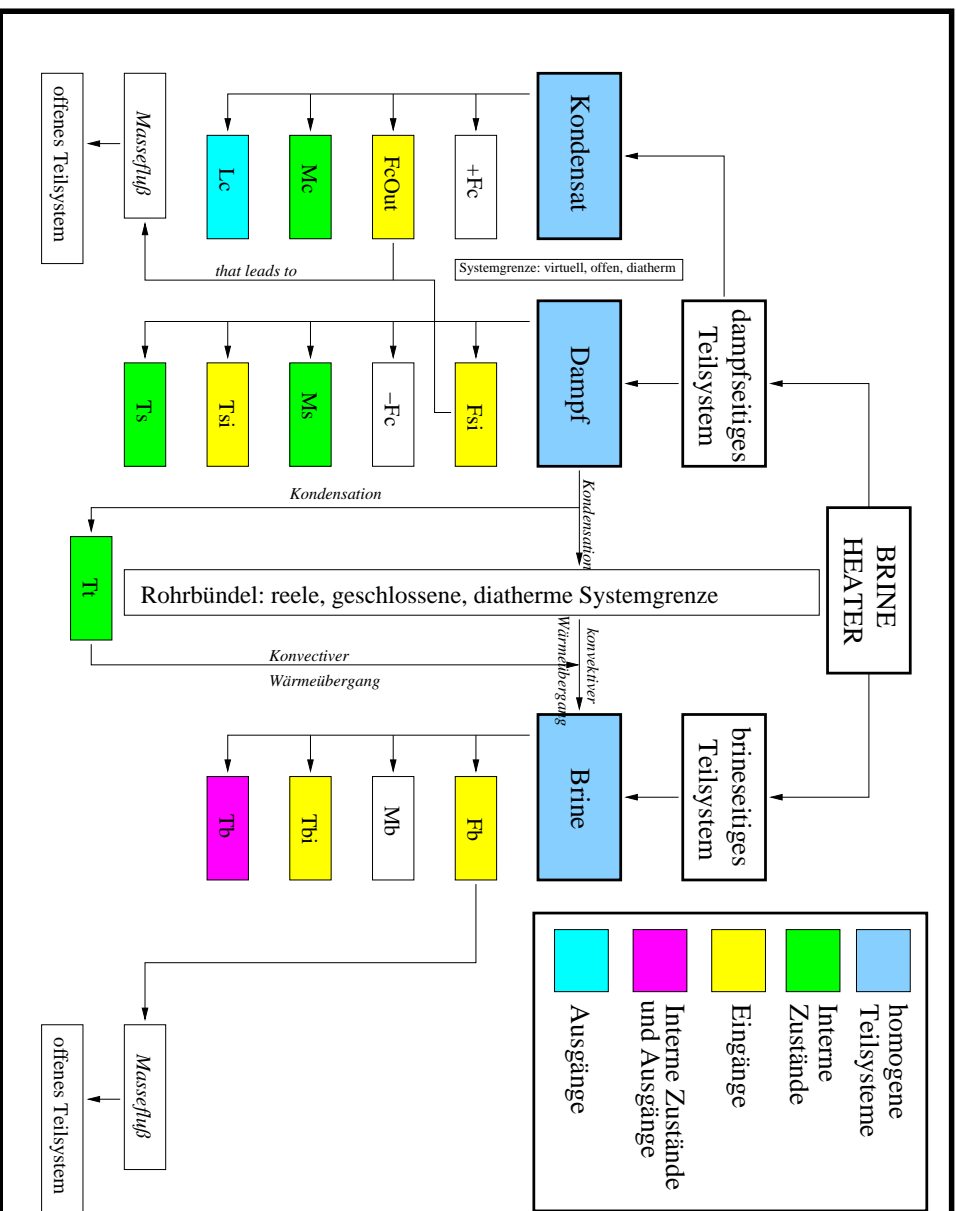 BRINE
HEATER
dampfseitiges
Teilsystem
brineseitiges
Teilsystem
Kondensat
Systemgrenze: virtuell, offen, diatherm
Dampf
Kondensation
Rohrbündel: reele, geschlossene, diatherme Systemgrenze
konvektiver
Wärmeübergang
Brine
+Fc
FcOut
Mc
Lc
that leads to
Massefluß
offenes Teilsystem
Fsi
−Fc
Ms
Tsi
Ts
Kondensation
Tt
Konvectiver
Wärmeübergang
Fb
Mb
Tbi
Tb
Massefluß
offenes Teilsystem
homogene
Teilsysteme
Interne
Zustände
Eingänge
Interne Zustände
und Ausgänge
Ausgänge